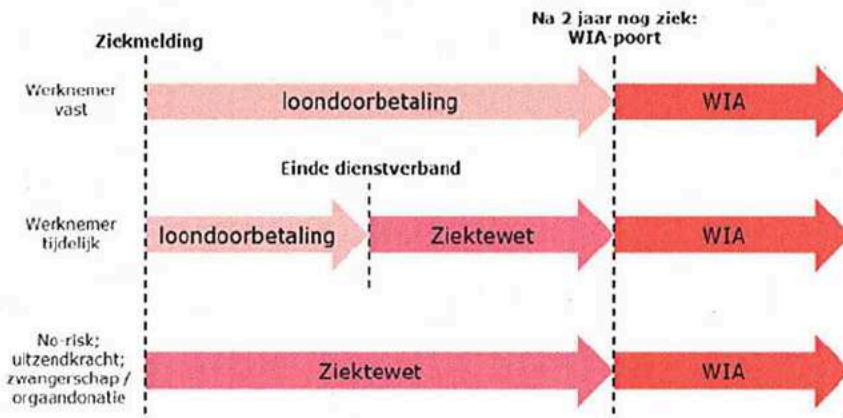 Na 2 jaar nog ziek:
Ziekmelding
WIA-poort
Werknemer
vast
loondoorbetaling
WIA
Einde dienstverband
Werknemer
tijdelijk
loondoorbetaling
Ziektewet
WIA
No-risk;
uitzendkracht;
zwangerschap /
orgaandonatie
Ziektewet
WIA